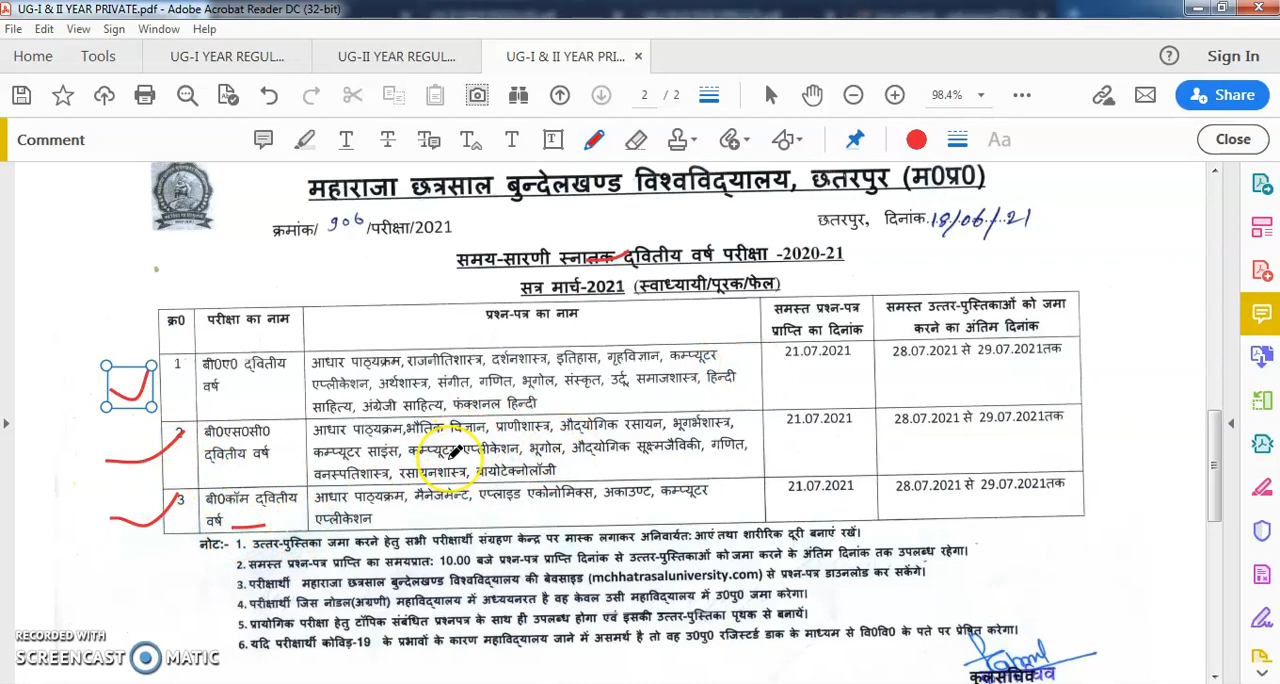 UG-I & II YEAR PRIVATE.pdf - Adobe Acrobat Reader DC (32-bit)
File Edit View Sign Window Help
Home Tools UG-I YEAR REGUL... UG-II YEAR REGUL... UG-I & II YEAR PRI... × Sign In
2 / 2 98.4% Share
Comment Aa Close
महाराजा छत्रसाल बुन्देलखण्ड विश्वविद्यालय, छतरपुर (म0प्र0)
क्रमांक/ 906 /परीक्षा/2021 छतरपुर, दिनांक. 18/06/21
समय-सारणी स्नातक द्वितीय वर्ष परीक्षा -2020-21
सत्र मार्च-2021 (स्वाध्यायी/पूरक/फेल)
क्र0 परीक्षा का नाम प्रश्न-पत्र का नाम समस्त प्रश्न-पत्र प्राप्ति का दिनांक समस्त उत्तर-पुस्तिकाओं को जमा करने का अंतिम दिनांक
1 बी0ए0 द्वितीय वर्ष आधार पाठ्यक्रम, राजनीतिशास्त्र, दर्शनशास्त्र, इतिहास, गृहविज्ञान, कम्प्यूटर 21.07.2021 28.07.2021 से 29.07.2021तक
एप्लीकेशन, अर्थशास्त्र, संगीत, गणित, भूगोल, संस्कृत, उर्दू, समाजशास्त्र, हिन्दी
साहित्य, अंग्रेजी साहित्य, फंक्शनल हिन्दी
2 बी0एस0सी0 द्वितीय वर्ष आधार पाठ्यक्रम,भौतिक विज्ञान, प्राणीशास्त्र, औद्योगिक रसायन, भूगर्भशास्त्र, 21.07.2021 28.07.2021 से 29.07.2021तक
कम्प्यूटर साइंस, कम्प्यूटर एप्लीकेशन, भूगोल, औद्योगिक सूक्ष्मजैविकी, गणित,
वनस्पतिशास्त्र, रसायनशास्त्र, बायोटेक्नोलॉजी
3 बी0कॉम द्वितीय वर्ष आधार पाठ्यक्रम, मैनेजमेन्ट, एप्लाइड एकोनोमिक्स, अकाउण्ट, कम्प्यूटर 21.07.2021 28.07.2021 से 29.07.2021तक
एप्लीकेशन
नोट:- 1. उत्तर-पुस्तिका जमा करने हेतु सभी परीक्षार्थी संग्रहण केन्द्र पर मास्क लगाकर अनिवार्यत: आएं तथा शारीरिक दूरी बनाएं रखें।
2. समस्त प्रश्न-पत्र प्राप्ति का समयप्रात: 10.00 बजे प्रश्न-पत्र प्राप्ति दिनांक से उत्तर-पुस्तिकाओं को जमा करने के अंतिम दिनांक तक उपलब्ध रहेगा।
3. परीक्षार्थी महाराजा छत्रसाल बुन्देलखण्ड विश्वविद्यालय की बेवसाइड (mchhatrasaluniversity.com) से प्रश्न-पत्र डाउनलोड कर सकेंगे।
4. परीक्षार्थी जिस नोडल(अग्रणी) महाविद्यालय में अध्ययनरत है वह केवल उसी महाविद्यालय में उ0पु0 जमा करेगा।
5. प्रायोगिक परीक्षा हेतु टॉपिक संबंधित प्रश्नपत्र के साथ ही उपलब्ध होगा एवं इसकी उत्तर-पुस्तिका पृथक से बनायें।
6. यदि परीक्षार्थी कोविड-19 के प्रभावों के कारण महाविद्यालय जाने में असमर्थ है तो वह उ0पु0 रजिस्टर्ड डाक के माध्यम से वि0वि0 के पते पर प्रेषित करेगा।
कुलसचिव
RECORDED WITH
SCREENCAST MATIC